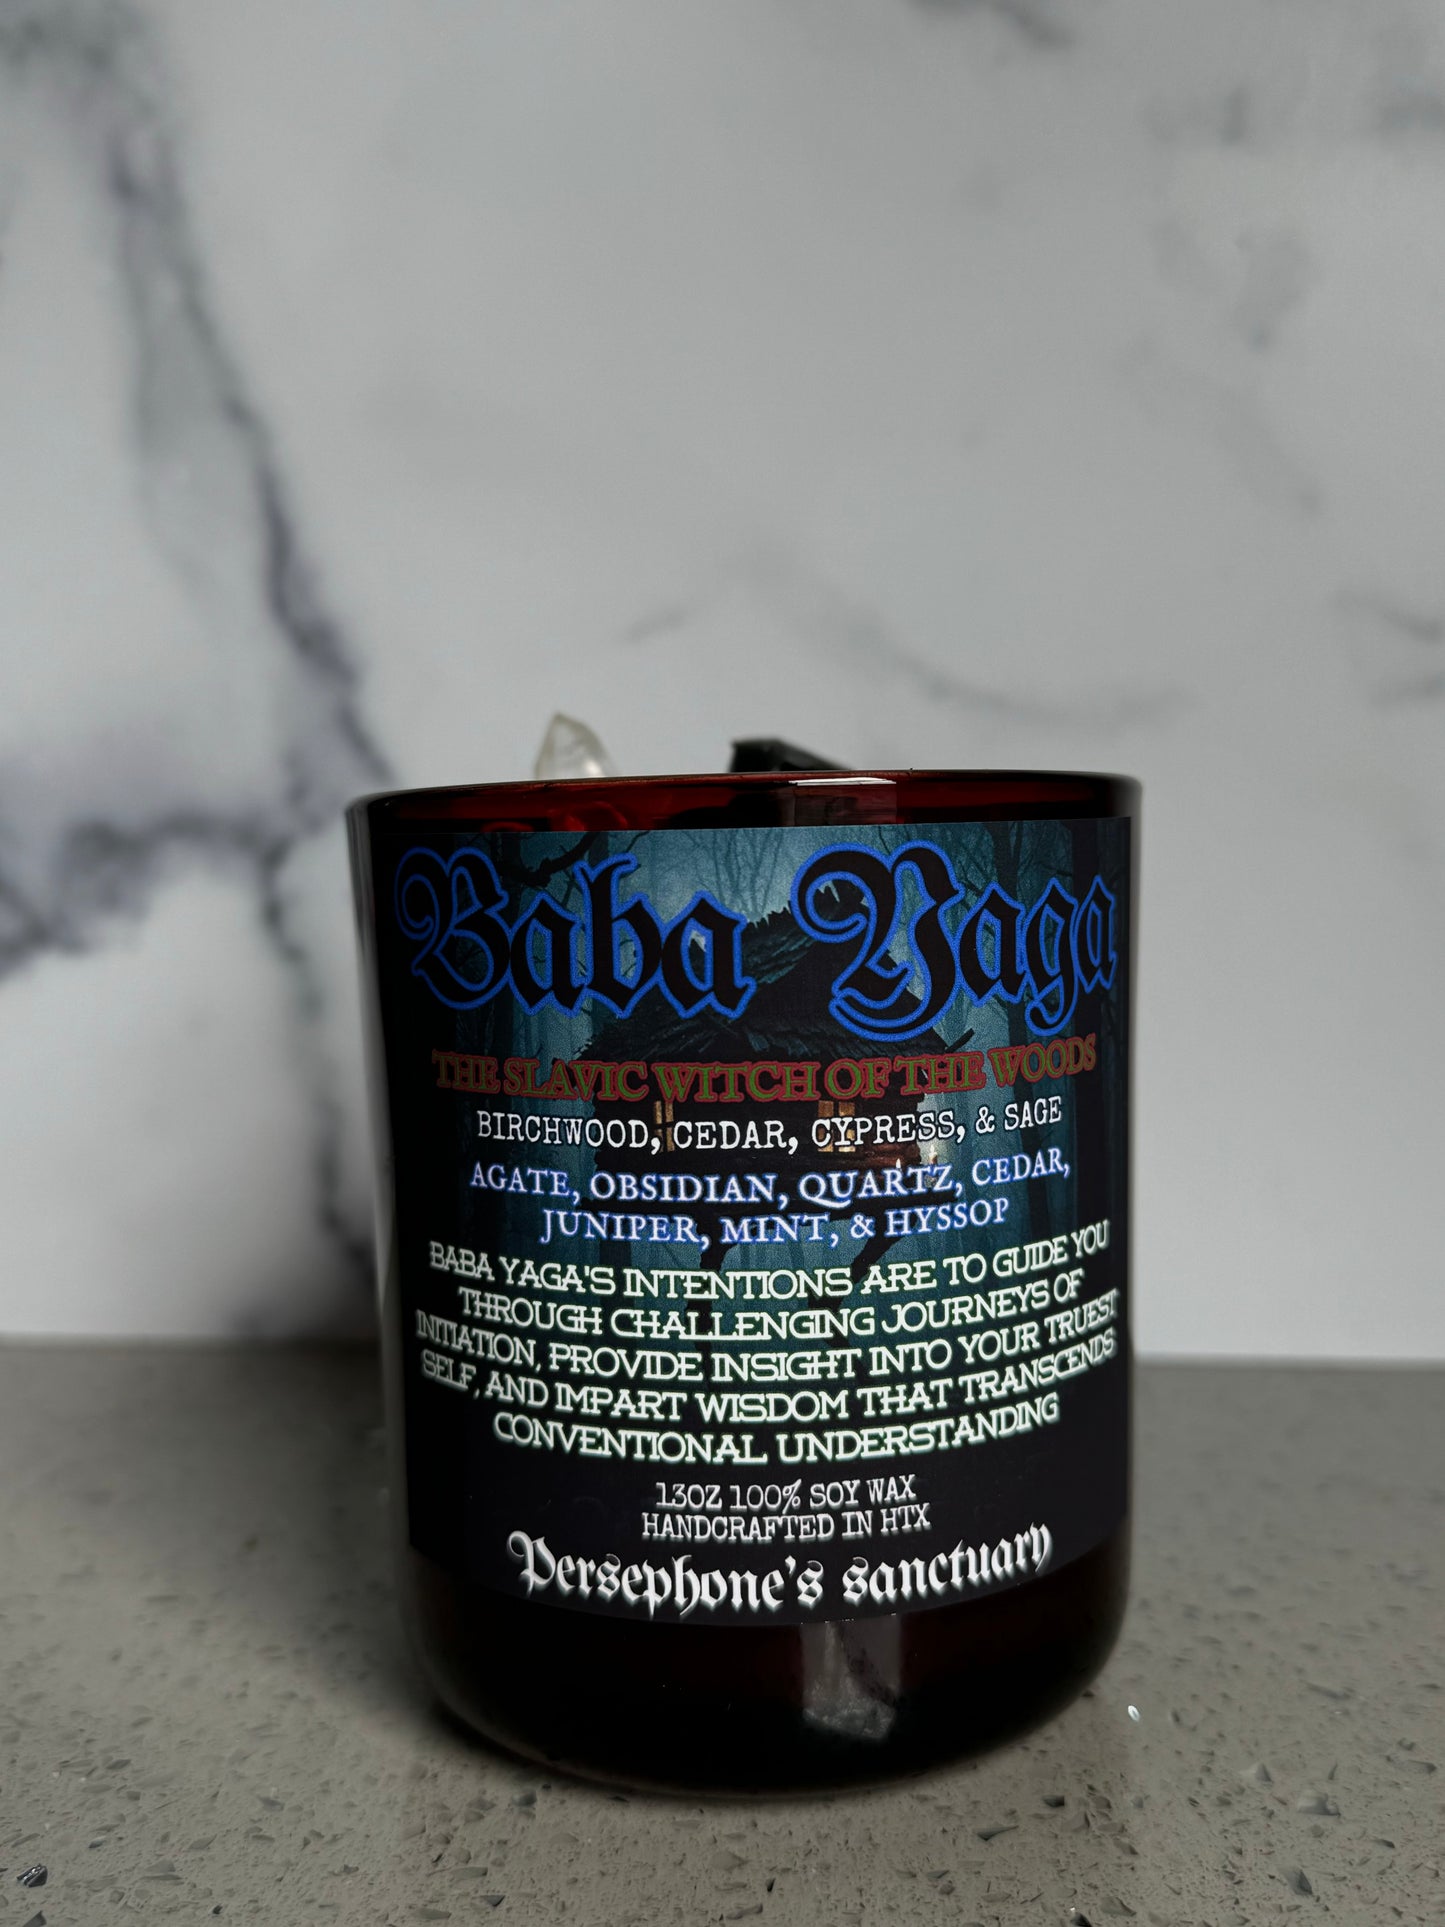 Baba Yaga
THE SLAVIC WITCH OF THE WOODS
BIRCHWOOD, CEDAR, CYPRESS, & SAGE
AGATE, OBSIDIAN, QUARTZ, CEDAR,
JUNIPER, MINT, & HYSSOP
BABA YAGA'S INTENTIONS ARE TO GUIDE YOU
THROUGH CHALLENGING JOURNEYS OF
INITIATION, PROVIDE INSIGHT INTO YOUR TRUEST
SELF, AND IMPART WISDOM THAT TRANSCENDS
CONVENTIONAL UNDERSTANDING
13OZ 100% SOY WAX
HANDCRAFTED IN HTX
Persephone's sanctuary